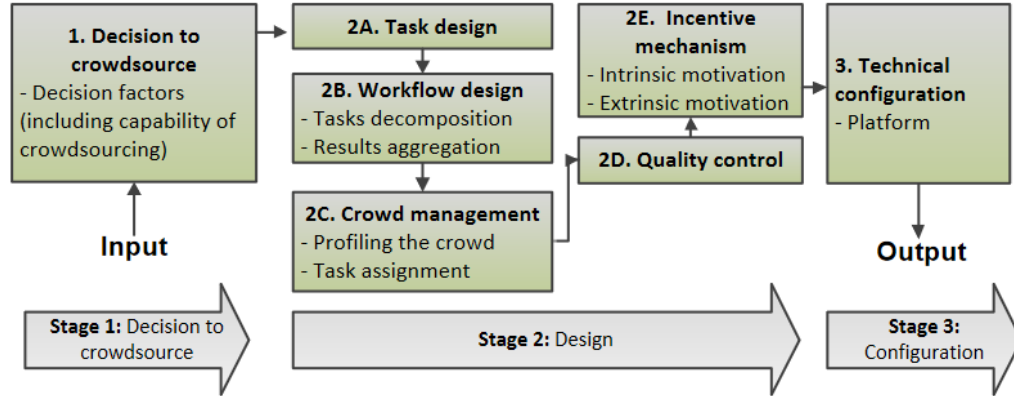 1. Decision to
crowdsource
- Decision factors
(including capability of
crowdsourcing)
2A. Task design
2B. Workflow design
- Tasks decomposition
- Results aggregation
2C. Crowd management
- Profiling the crowd
- Task assignment
2D. Quality control
2E. Incentive
mechanism
- Intrinsic motivation
- Extrinsic motivation
3. Technical
configuration
- Platform
Input
Output
Stage 1: Decision to
crowdsource
Stage 2: Design
Stage 3:
Configuration